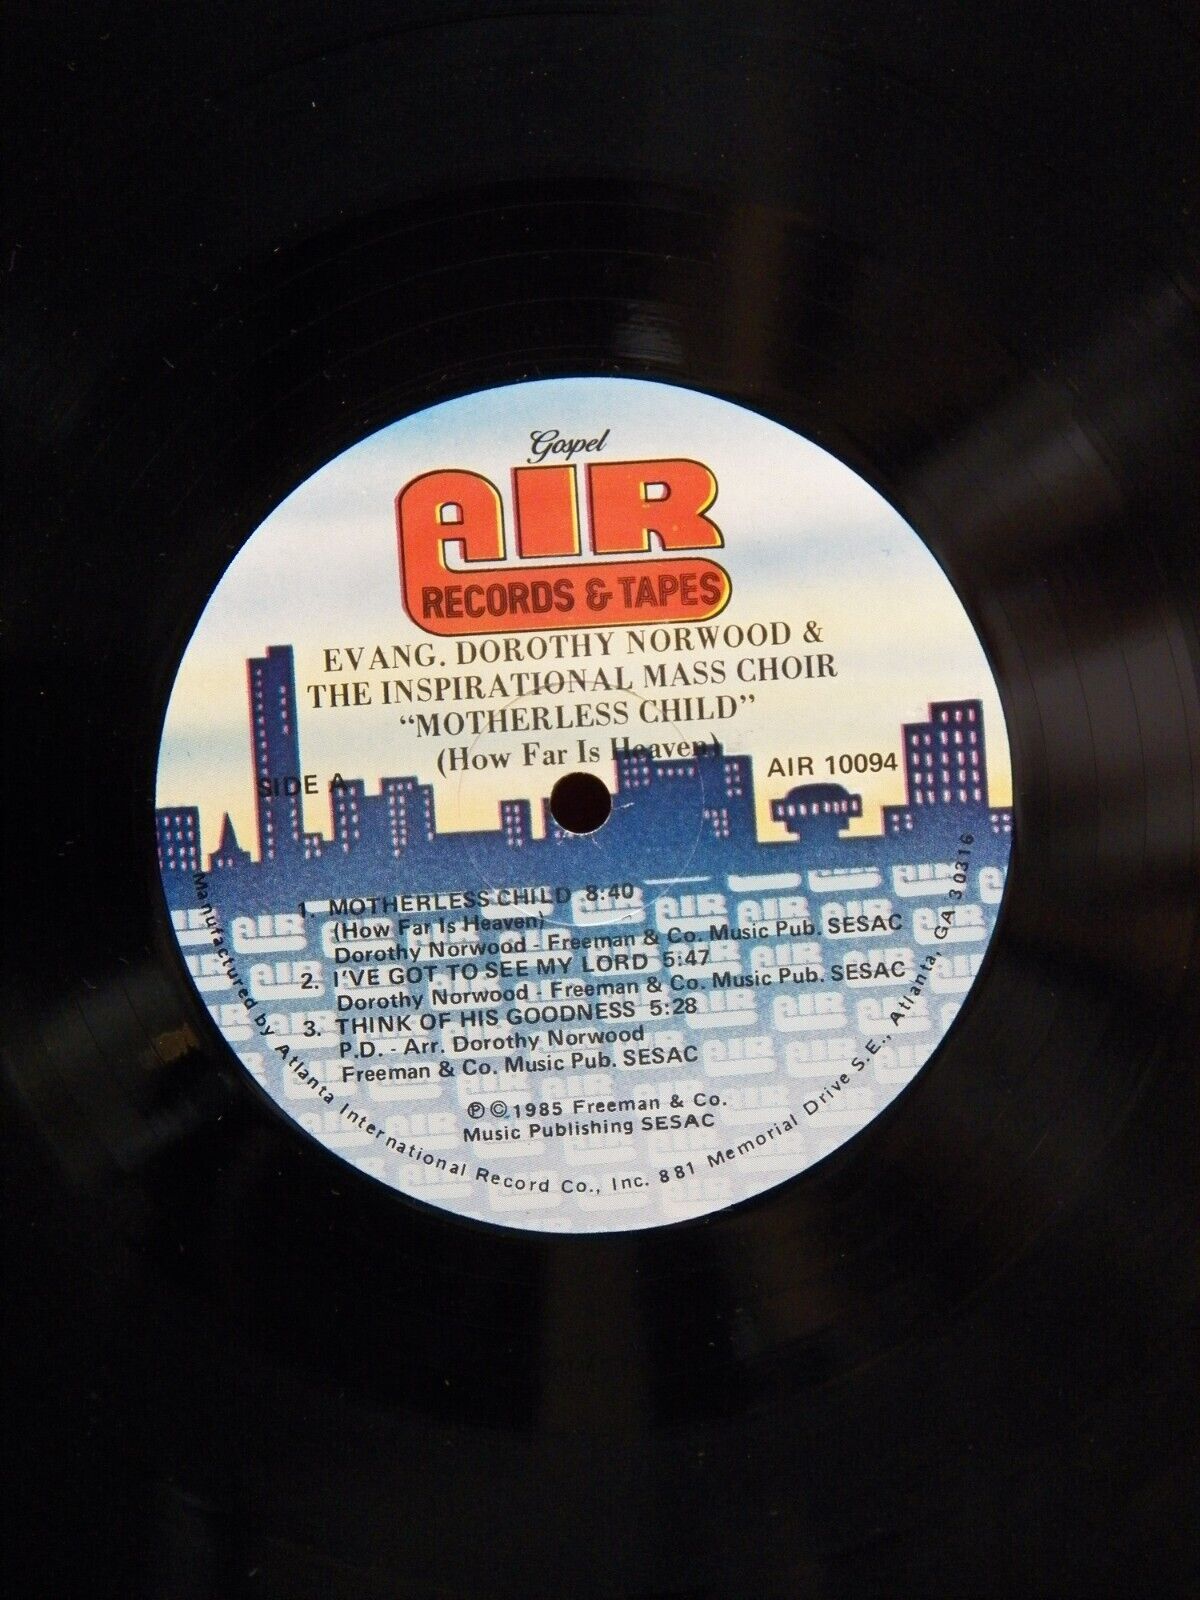 Gospel
AIR
RECORDS & TAPES
EVANG. DOROTHY NORWOOD &
THE INSPIRATIONAL MASS CHOIR
“MOTHERLESS CHILD”
(How Far Is Heaven)
SIDE A
AIR 10094
1. MOTHERLESS CHILD 8:40
(How Far Is Heaven)
Dorothy Norwood - Freeman & Co. Music Pub. SESAC
2. I'VE GOT TO SEE MY LORD 5:47
Dorothy Norwood - Freeman & Co. Music Pub. SESAC
3. THINK OF HIS GOODNESS 5:28
P.D. - Arr. Dorothy Norwood
Freeman & Co. Music Pub. SESAC
Ⓟ©1985 Freeman & Co.
Music Publishing SESAC
Manufactured by Atlanta International Record Co., Inc. 881 Memorial Drive S.E., Atlanta, GA 30316